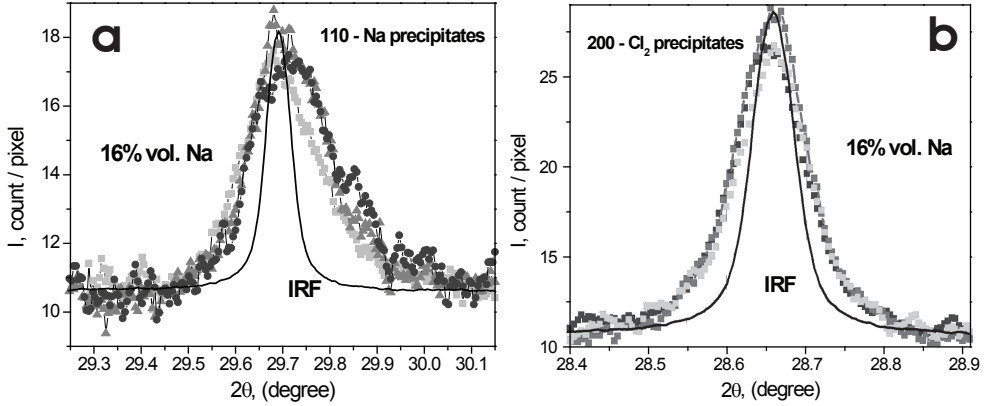 a
110 - Na precipitates
16% vol. Na
IRF
I, count / pixel
18
16
14
12
10
29.3 29.4 29.5 29.6 29.7 29.8 29.9 30.0 30.1
2θ, (degree)
b
200 - Cl₂ precipitates
16% vol. Na
IRF
I, count / pixel
25
20
15
10
28.4 28.5 28.6 28.7 28.8 28.9
2θ, (degree)